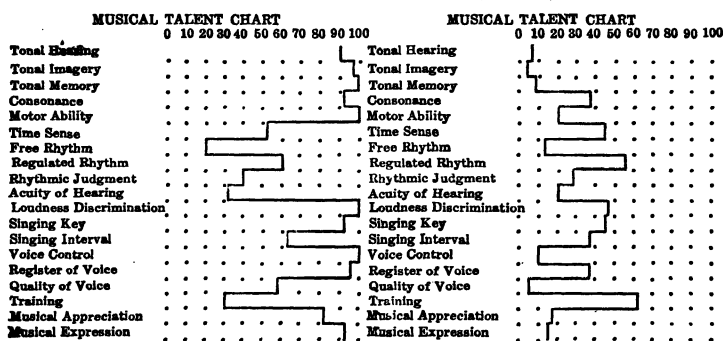 MUSICAL TALENT CHART
0 10 20 30 40 50 60 70 80 90 100
Tonal Hearing
Tonal Imagery
Tonal Memory
Consonance
Motor Ability
Time Sense
Free Rhythm
Regulated Rhythm
Rhythmic Judgment
Acuity of Hearing
Loudness Discrimination
Singing Key
Singing Interval
Voice Control
Register of Voice
Quality of Voice
Training
Musical Appreciation
Musical Expression
MUSICAL TALENT CHART
0 10 20 30 40 50 60 70 80 90 100
Tonal Hearing
Tonal Imagery
Tonal Memory
Consonance
Motor Ability
Time Sense
Free Rhythm
Regulated Rhythm
Rhythmic Judgment
Acuity of Hearing
Loudness Discrimination
Singing Key
Singing Interval
Voice Control
Register of Voice
Quality of Voice
Training
Musical Appreciation
Musical Expression